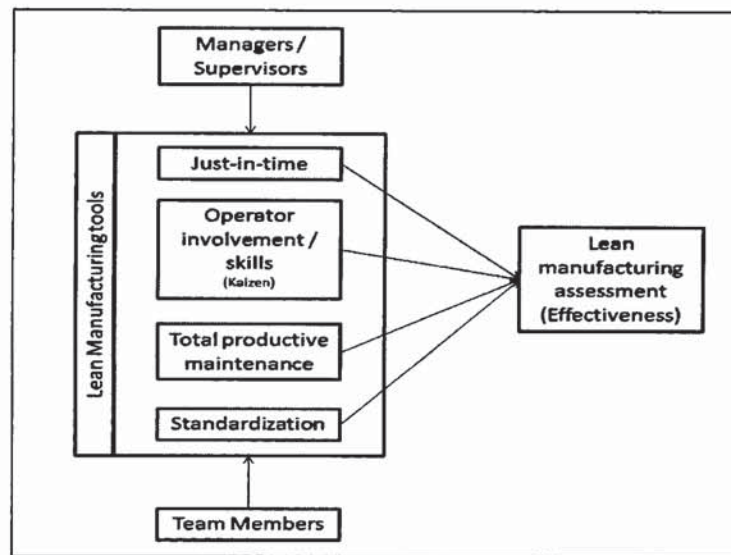 Managers /
Supervisors
Lean Manufacturing tools
Just-in-time
Operator
involvement /
skills
(Kaizen)
Total productive
maintenance
Standardization
Lean
manufacturing
assessment
(Effectiveness)
Team Members